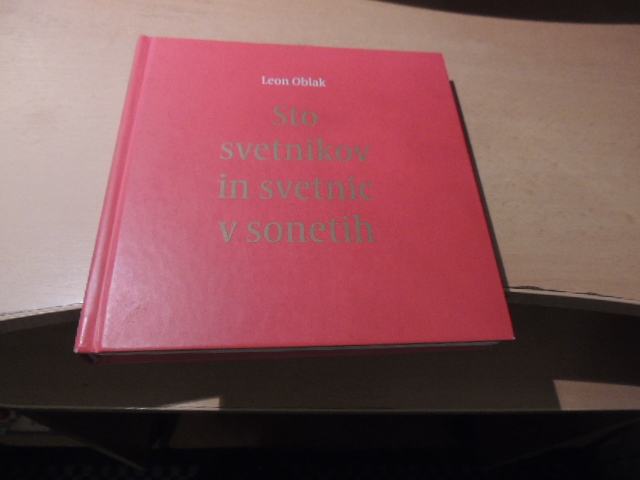 Leon Oblak
Sto
svetnikov
in svetnic
v sonetih